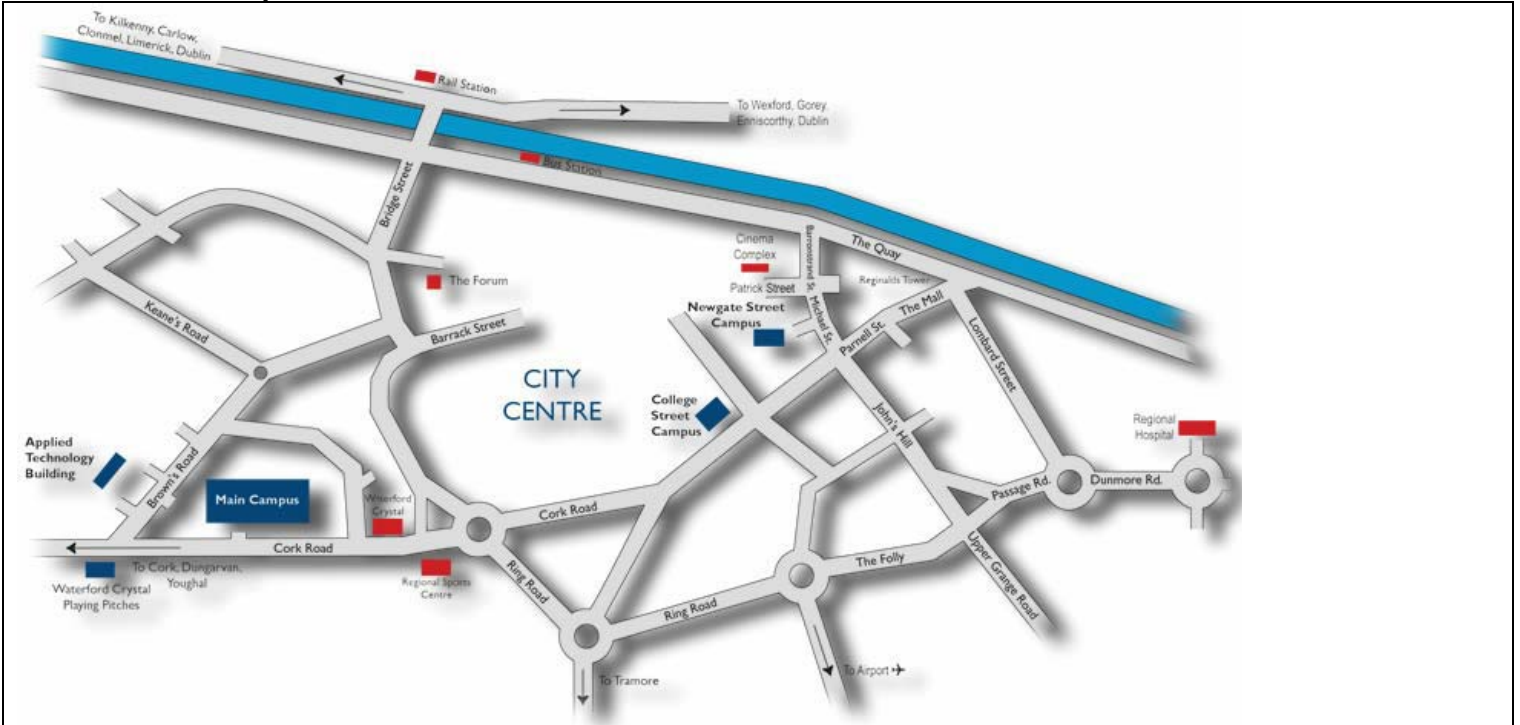 To Kilkenny, Carlow,
Clonmel, Limerick, Dublin
Rail Station
To Wexford, Gorey,
Enniscorthy, Dublin
Bus Station
Bridge Street
Cinema
Complex
Barronstrand St.
The Quay
The Forum
Patrick Street
Reginalds Tower
Keane's Road
Newgate Street
Campus
Michael St.
The Mall
Barrack Street
Parnell St.
Lombard Street
CITY
CENTRE
College
Street
Campus
John's Hill
Regional
Hospital
Applied
Technology
Building
Brown's Road
Main Campus
Waterford
Crystal
Cork Road
Passage Rd.
Dunmore Rd.
Cork Road
To Cork, Dungarvan,
Youghal
Waterford Crystal
Playing Pitches
Regional Sports
Centre
Ring Road
The Folly
Upper Grange Road
Ring Road
To Airport
To Tramore